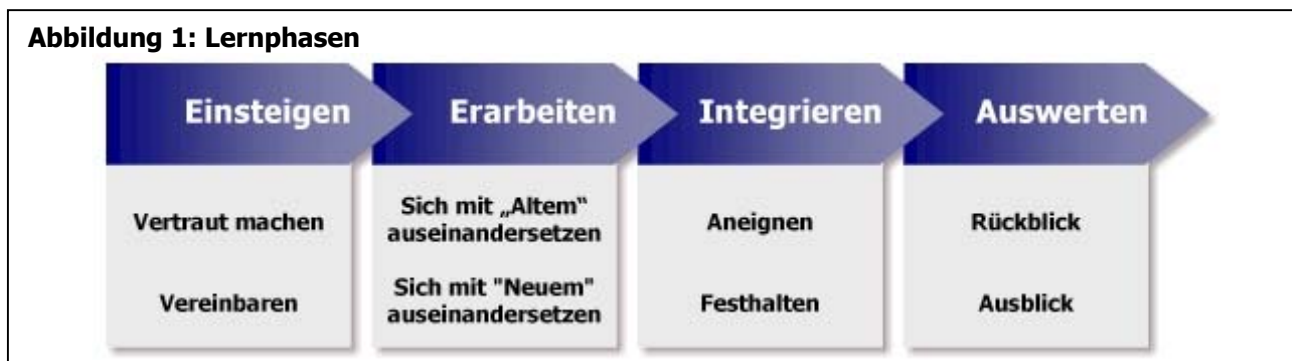 Abbildung 1: Lernphasen
Einsteigen
Erarbeiten
Integrieren
Auswerten
Vertraut machen
Vereinbaren
Sich mit „Altem“
auseinandersetzen
Sich mit "Neuem"
auseinandersetzen
Aneignen
Festhalten
Rückblick
Ausblick